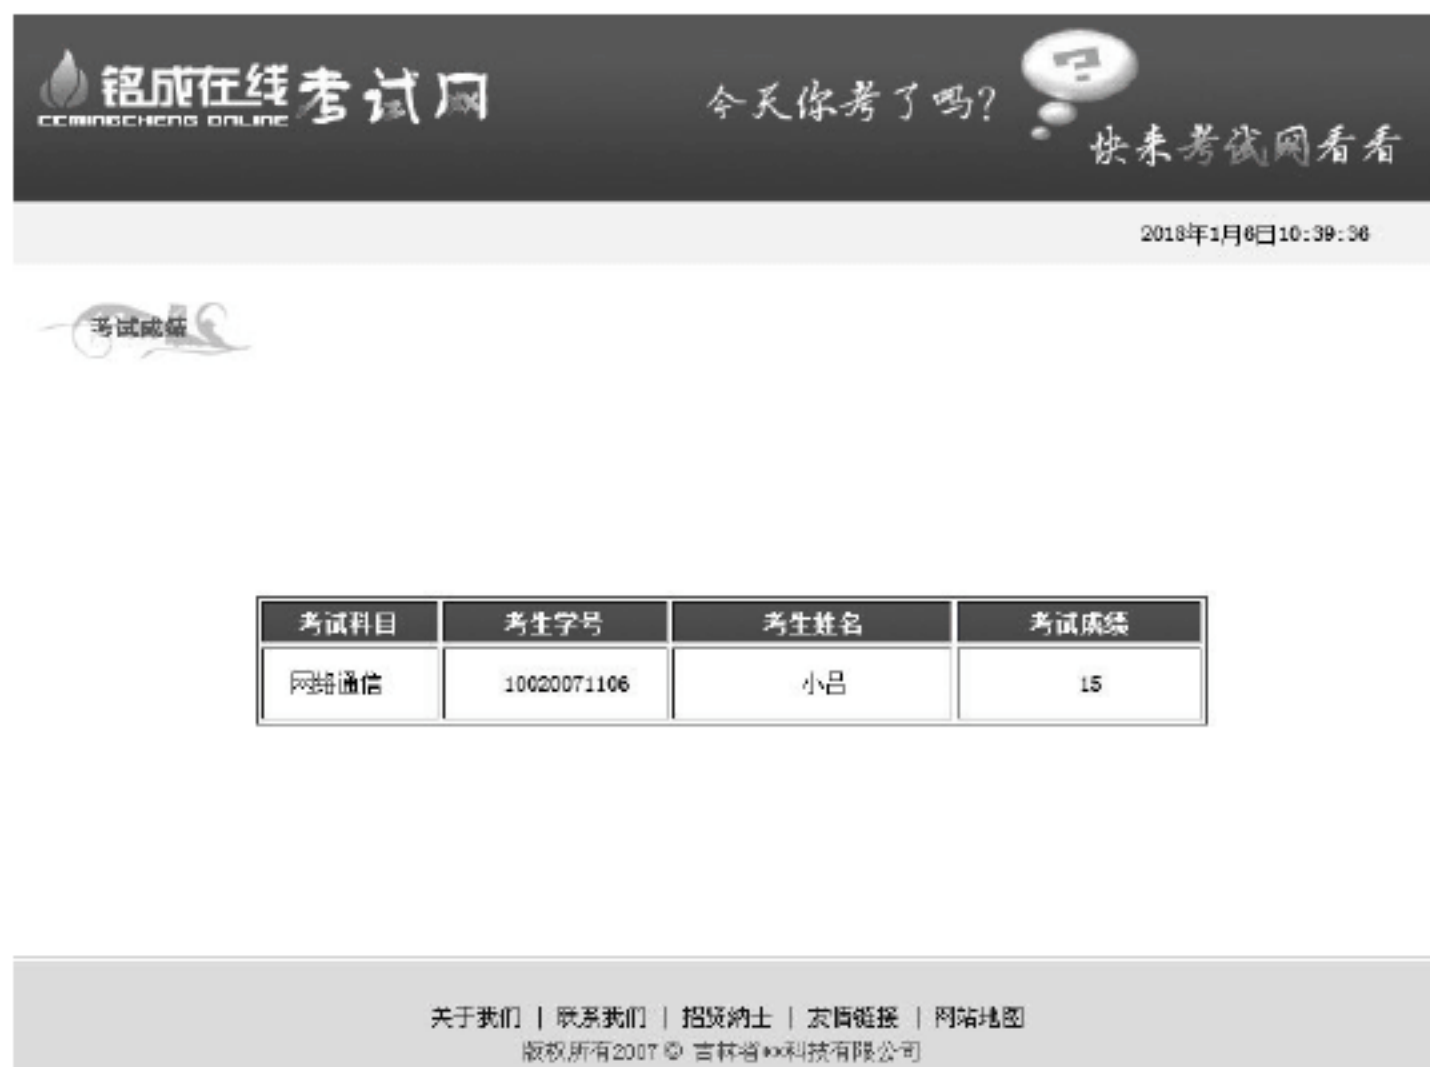 铭成在线考试网
CCMINGCHENG ONLINE
今天你考了吗?
快来考试网看看
2018年1月6日10:39:36
考试成绩
考试科目 考生学号 考生姓名 考试成绩
网络通信 10020071106 小吕 15
关于我们 | 联系我们 | 招贤纳士 | 友情链接 | 网站地图
版权所有2007 © 吉林省××科技有限公司